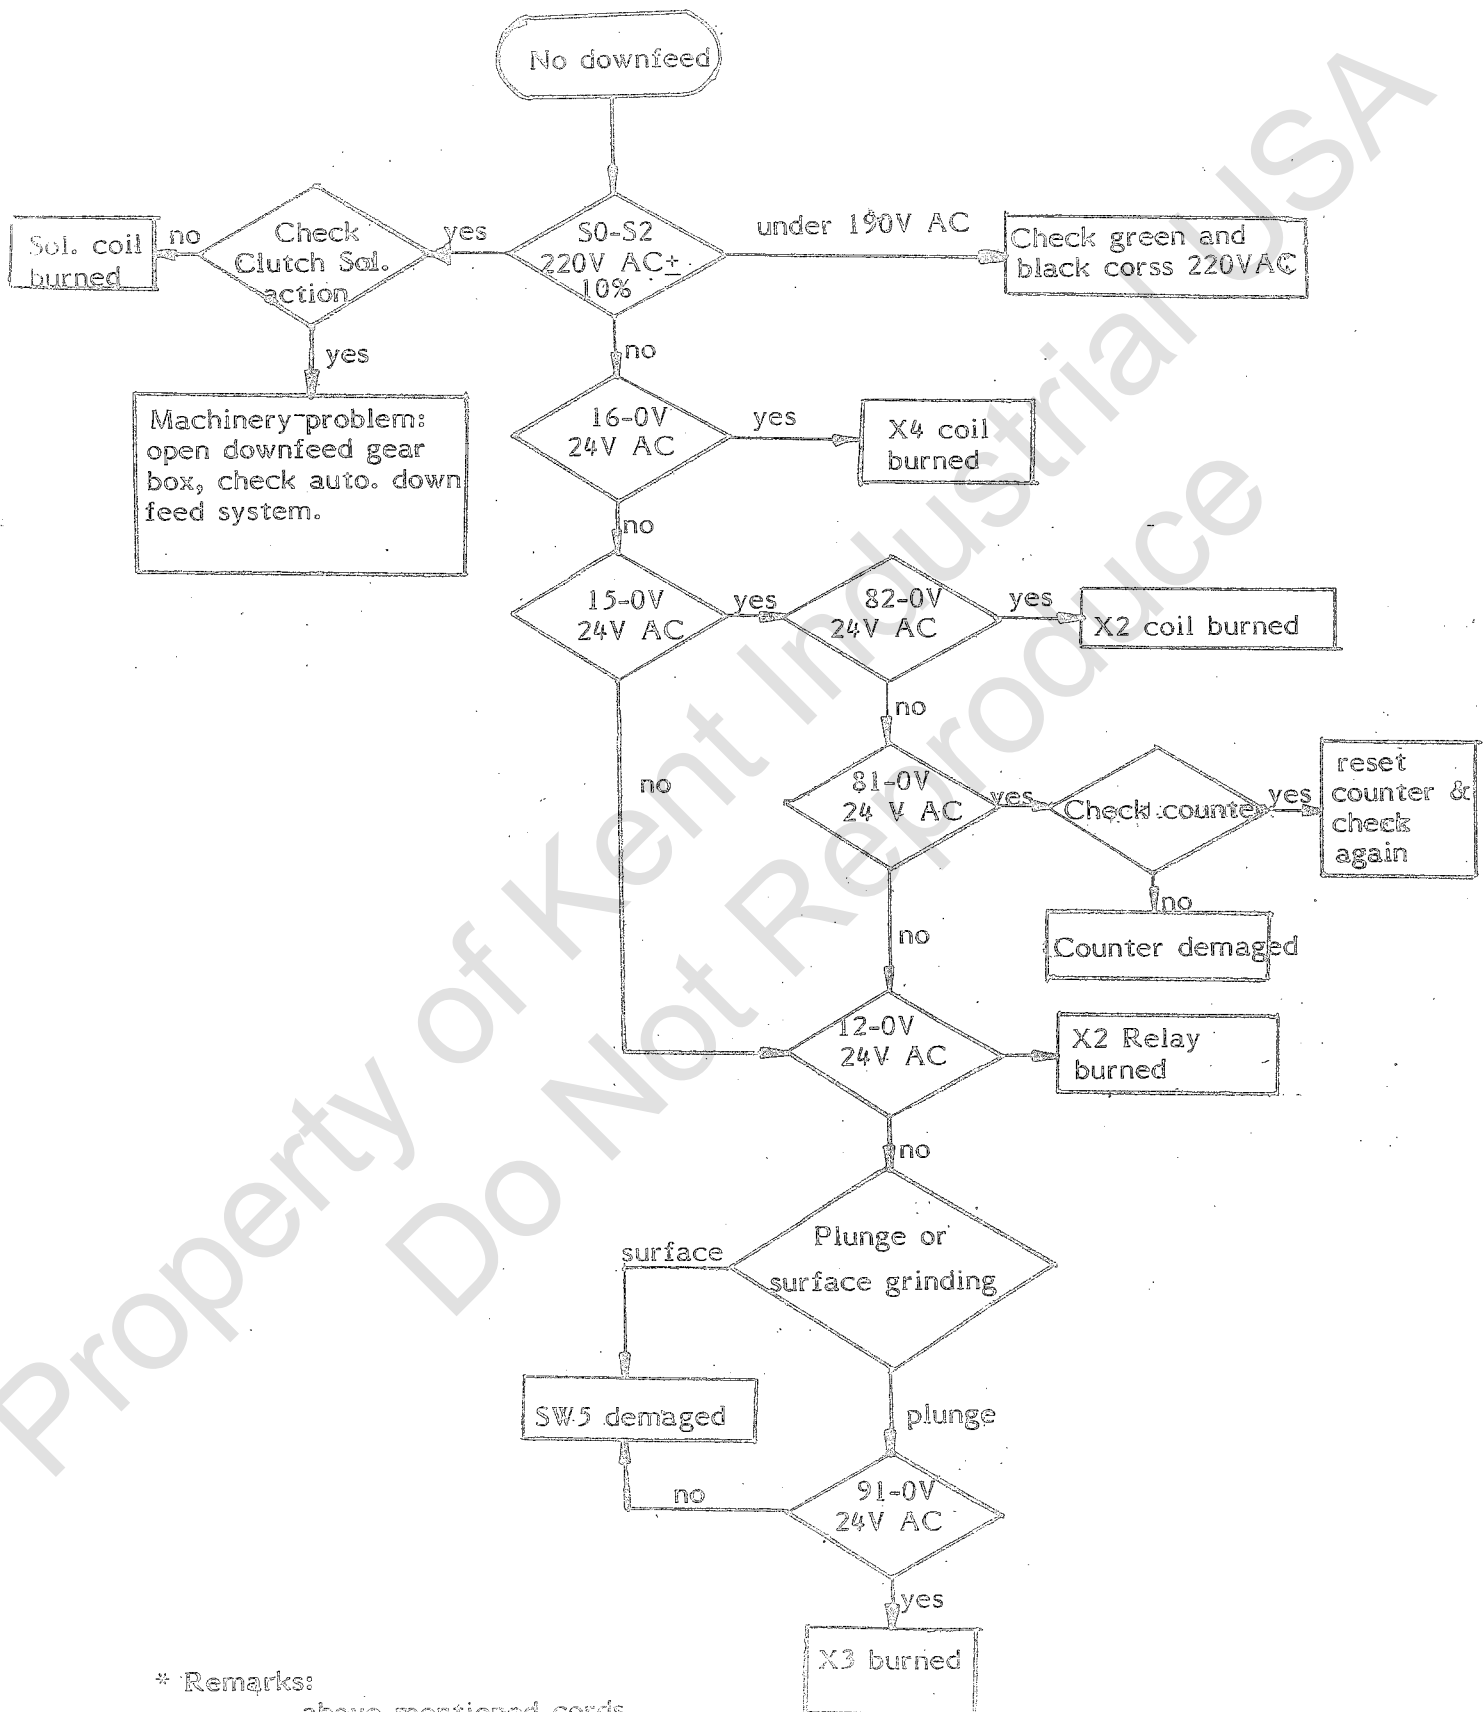 No downfeed
S0-S2
220V AC±
10%
under 190V AC
Check green and
black corss 220VAC
yes
Check
Clutch Sol.
action
no
Sol. coil
burned
yes
Machinery problem:
open downfeed gear
box, check auto. down
feed system.
no
16-0V
24V AC
yes
X4 coil
burned
no
15-0V
24V AC
yes
82-0V
24V AC
yes
X2 coil burned
no
no
81-0V
24 V AC
yes
Check counter
yes
reset
counter &
check
again
no
Counter demaged
no
12-0V
24V AC
X2 Relay
burned
no
Plunge or
surface grinding
surface
SW5 demaged
plunge
91-0V
24V AC
no
yes
X3 burned
* Remarks:
above mentioned cords
Property of Kent Industrial USA
Do Not Reproduce